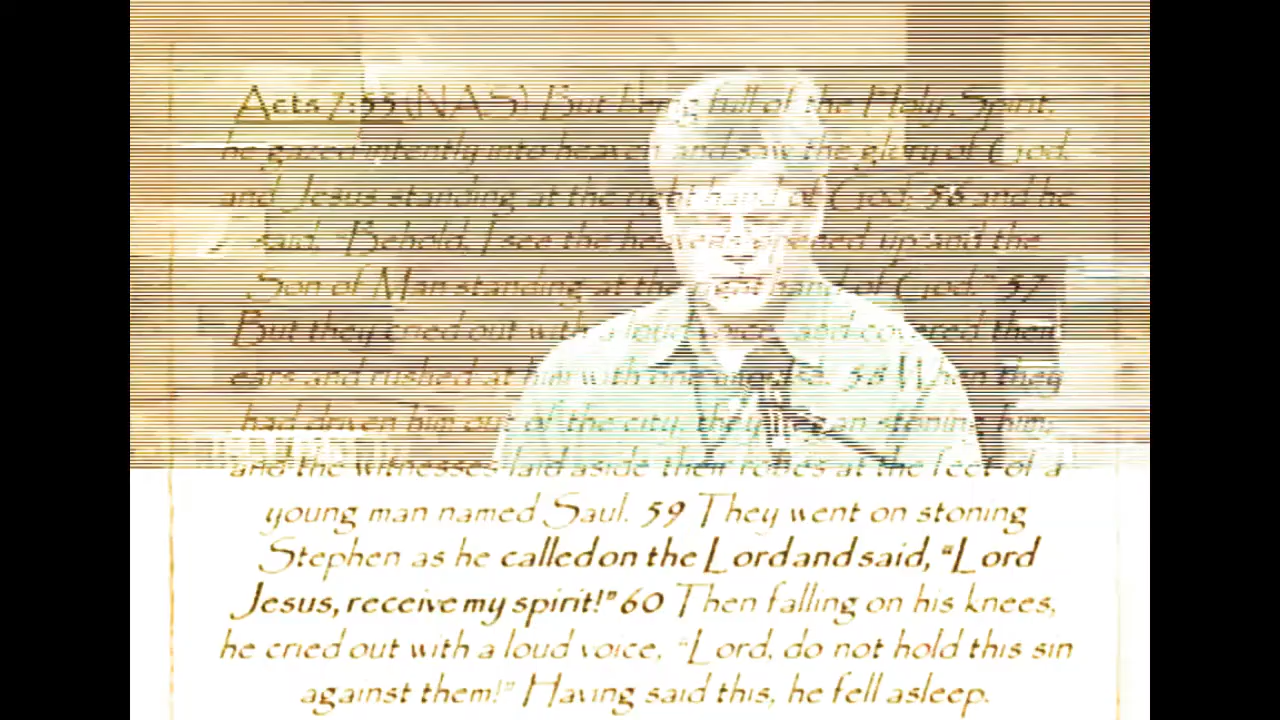 Acts 7:55 (NAS) But being full of the Holy Spirit,
he gazed intently into heaven and saw the glory of God,
and Jesus standing at the right hand of God; 56 and he
said, "Behold, I see the heavens opened up and the
Son of Man standing at the right hand of God." 57
But they cried out with a loud voice, and covered their
ears and rushed at him with one impulse. 58 When they
had driven him out of the city, they began stoning him;
and the witnesses laid aside their robes at the feet of a
young man named Saul. 59 They went on stoning
Stephen as he called on the Lord and said, "Lord
Jesus, receive my spirit!" 60 Then falling on his knees,
he cried out with a loud voice, "Lord, do not hold this sin
against them!" Having said this, he fell asleep.